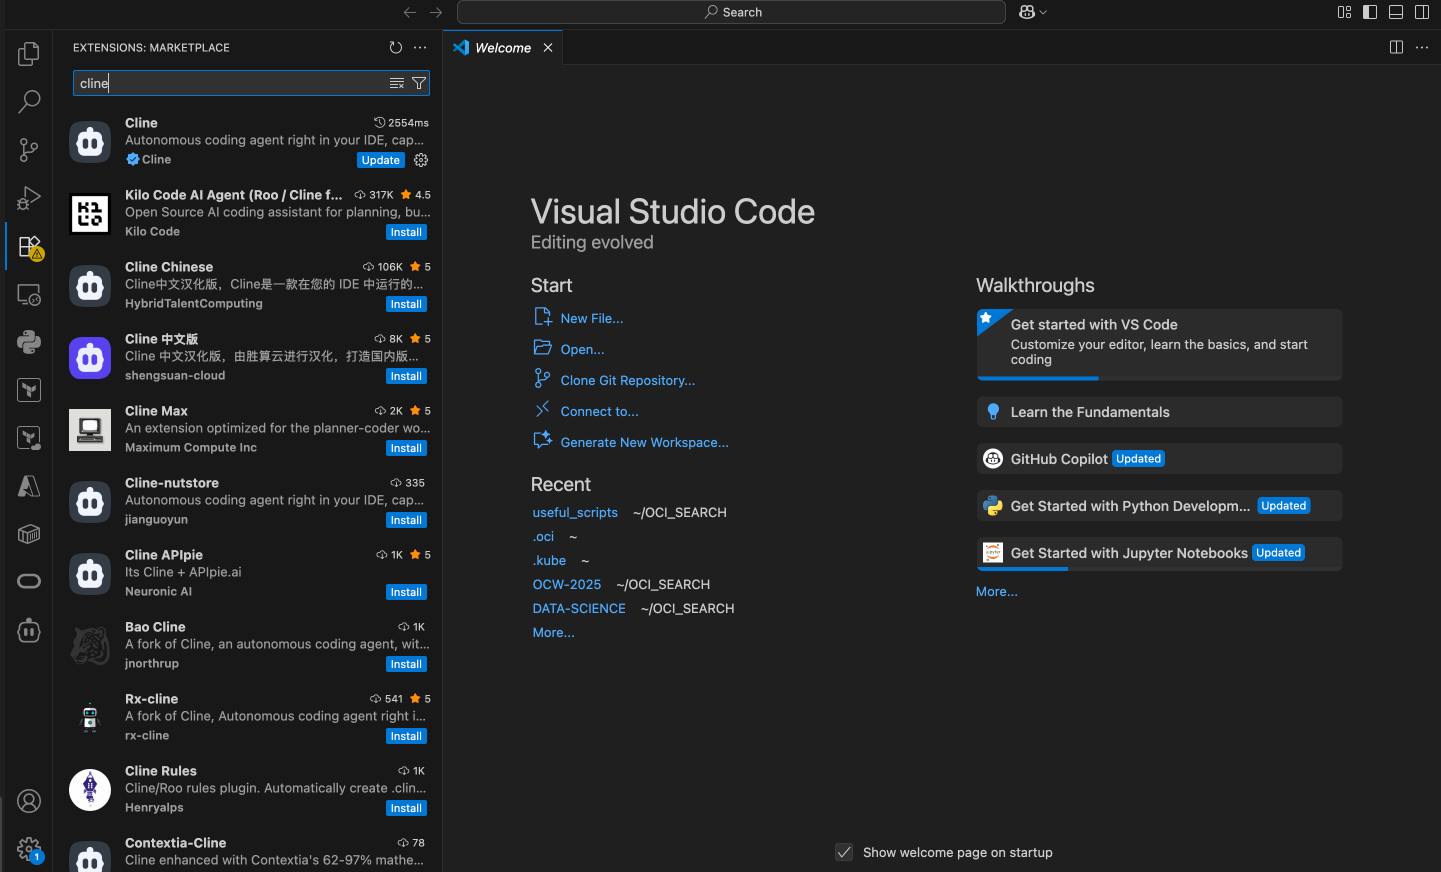 Search
EXTENSIONS: MARKETPLACE
cline
Cline
2554ms
Autonomous coding agent right in your IDE, cap...
Cline
Update
Kilo Code AI Agent (Roo / Cline f...
317K
4.5
Open Source AI coding assistant for planning, bu...
Kilo Code
Install
Cline Chinese
106K
5
Cline中文汉化版，Cline是一款在您的 IDE 中运行的...
HybridTalentComputing
Install
Cline 中文版
8K
5
Cline 中文汉化版，由胜算云进行汉化，打造国内版...
shengsuan-cloud
Install
Cline Max
2K
5
An extension optimized for the planner-coder wo...
Maximum Compute Inc
Install
Cline-nutstore
335
Autonomous coding agent right in your IDE, cap...
jianguoyun
Install
Cline APIpie
1K
5
Its Cline + APIpie.ai
Neuronic AI
Install
Bao Cline
1K
A fork of Cline, an autonomous coding agent, wit...
jnorthrup
Install
Rx-cline
541
5
A fork of Cline, Autonomous coding agent right i...
rx-cline
Install
Cline Rules
1K
Cline/Roo rules plugin. Automatically create .clin...
Henryalps
Install
Contextia-Cline
78
Cline enhanced with Contextia's 62-97% mathe...
1
Welcome
Visual Studio Code
Editing evolved
Start
New File...
Open...
Clone Git Repository...
Connect to...
Generate New Workspace...
Recent
useful_scripts ~/OCI_SEARCH
.oci ~
.kube ~
OCW-2025 ~/OCI_SEARCH
DATA-SCIENCE ~/OCI_SEARCH
More...
Walkthroughs
Get started with VS Code
Customize your editor, learn the basics, and start
coding
Learn the Fundamentals
GitHub Copilot Updated
Get Started with Python Developm... Updated
jupyter
Get Started with Jupyter Notebooks Updated
More...
Show welcome page on startup